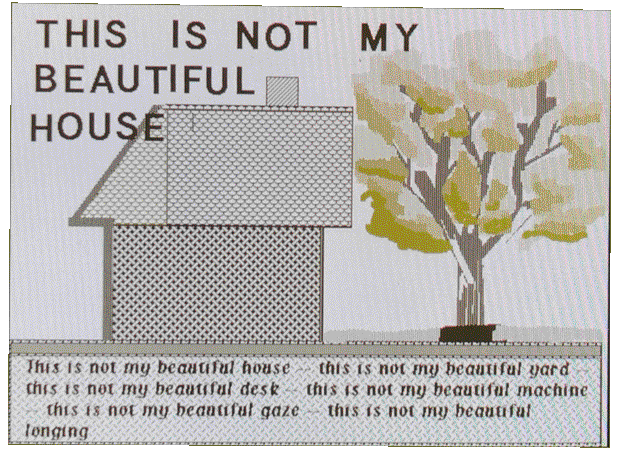 THIS IS NOT MY
BEAUTIFUL
HOUSE
This is not my beautiful house -- this is not my beautiful yard --
this is not my beautiful desk -- this is not my beautiful machine
-- this is not my beautiful gaze -- this is not my beautiful
longing